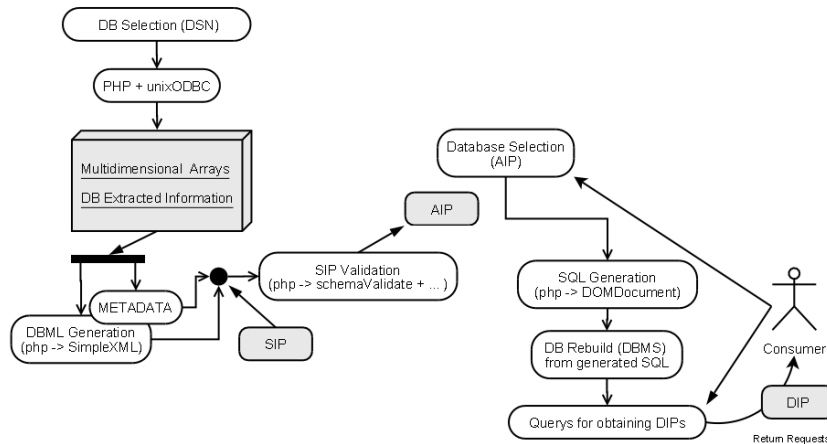 DB Selection (DSN)
PHP + unixODBC
Multidimensional Arrays
DB Extracted Information
METADATA
DBML Generation
(php -> SimpleXML)
SIP
SIP Validation
(php -> schemaValidate + ... )
AIP
Database Selection
(AIP)
SQL Generation
(php -> DOMDocument)
DB Rebuild (DBMS)
from generated SQL
Querys for obtaining DIPs
Consumer
DIP
Return Requests